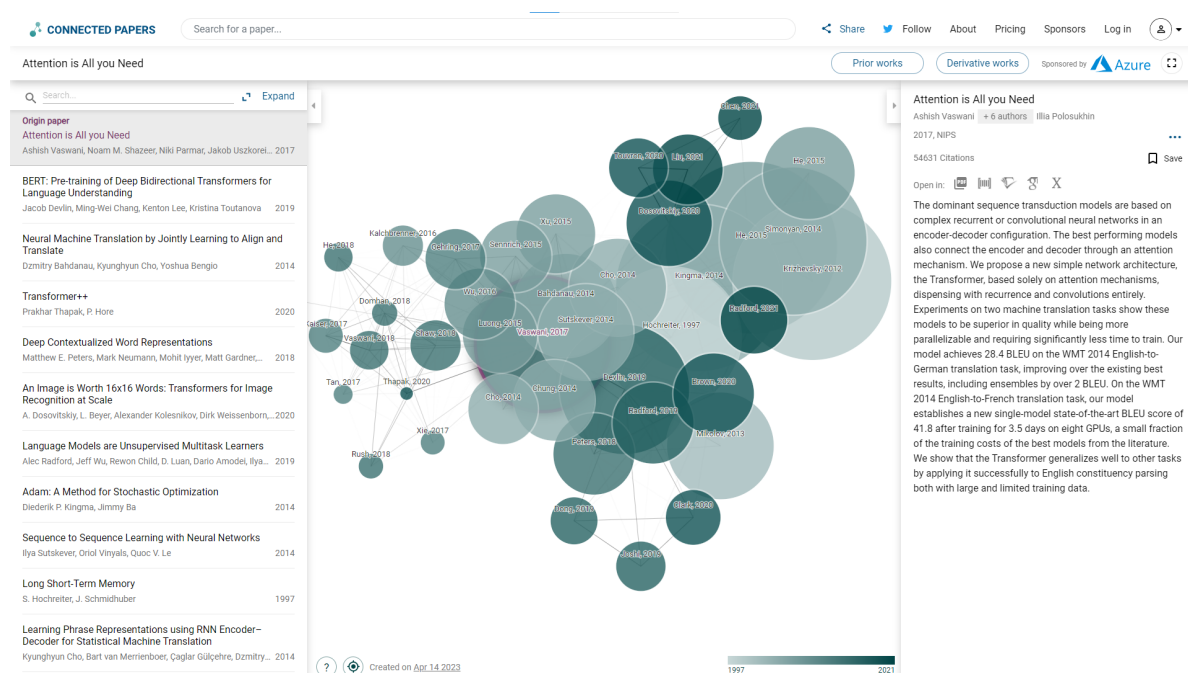 CONNECTED PAPERS
Search for a paper...
Share
Follow
About
Pricing
Sponsors
Log in
Attention is All you Need
Prior works
Derivative works
Sponsored by
Azure
Search...
Expand
Origin paper
Attention is All you Need
Ashish Vaswani, Noam M. Shazeer, Niki Parmar, Jakob Uszkorei... 2017
BERT: Pre-training of Deep Bidirectional Transformers for
Language Understanding
Jacob Devlin, Ming-Wei Chang, Kenton Lee, Kristina Toutanova 2019
Neural Machine Translation by Jointly Learning to Align and
Translate
Dzmitry Bahdanau, Kyunghyun Cho, Yoshua Bengio 2014
Transformer++
Prakhar Thapak, P. Hore 2020
Deep Contextualized Word Representations
Matthew E. Peters, Mark Neumann, Mohit Iyyer, Matt Gardner,... 2018
An Image is Worth 16x16 Words: Transformers for Image
Recognition at Scale
A. Dosovitskiy, L. Beyer, Alexander Kolesnikov, Dirk Weissenborn,... 2020
Language Models are Unsupervised Multitask Learners
Alec Radford, Jeff Wu, Rewon Child, D. Luan, Dario Amodei, Ilya... 2019
Adam: A Method for Stochastic Optimization
Diederik P. Kingma, Jimmy Ba 2014
Sequence to Sequence Learning with Neural Networks
Ilya Sutskever, Oriol Vinyals, Quoc V. Le 2014
Long Short-Term Memory
S. Hochreiter, J. Schmidhuber 1997
Learning Phrase Representations using RNN Encoder–
Decoder for Statistical Machine Translation
Kyunghyun Cho, Bart van Merrienboer, Çaglar Gülçehre, Dzmitry... 2014
Chen, 2021
Touvron, 2020
Liu, 2021
He, 2015
Dosovitskiy, 2020
Xu, 2015
Kalchbrenner, 2016
Sennrich, 2015
He, 2018
Gehring, 2017
He, 2015
Simonyan, 2014
Cho, 2014
Kingma, 2014
Krizhevsky, 2012
Wu, 2016
Bahdanau, 2014
Domhan, 2018
Radford, 2021
Kaiser, 2017
Luong, 2015
Sutskever, 2014
Hochreiter, 1997
Vaswani, 2018
Shaw, 2018
Vaswani, 2017
Tan, 2017
Thapak, 2020
Devlin, 2019
Brown, 2020
Chung, 2014
Cho, 2014
Radford, 2019
Xie, 2017
Peters, 2018
Mikolov, 2013
Rush, 2018
Dong, 2019
Clark, 2020
Joshi, 2019
?
Created on Apr 14 2023
1997
2021
Attention is All you Need
Ashish Vaswani + 6 authors Illia Polosukhin
2017, NIPS
54631 Citations
Save
Open in:
The dominant sequence transduction models are based on
complex recurrent or convolutional neural networks in an
encoder-decoder configuration. The best performing models
also connect the encoder and decoder through an attention
mechanism. We propose a new simple network architecture,
the Transformer, based solely on attention mechanisms,
dispensing with recurrence and convolutions entirely.
Experiments on two machine translation tasks show these
models to be superior in quality while being more
parallelizable and requiring significantly less time to train. Our
model achieves 28.4 BLEU on the WMT 2014 English-to-
German translation task, improving over the existing best
results, including ensembles by over 2 BLEU. On the WMT
2014 English-to-French translation task, our model
establishes a new single-model state-of-the-art BLEU score of
41.8 after training for 3.5 days on eight GPUs, a small fraction
of the training costs of the best models from the literature.
We show that the Transformer generalizes well to other tasks
by applying it successfully to English constituency parsing
both with large and limited training data.